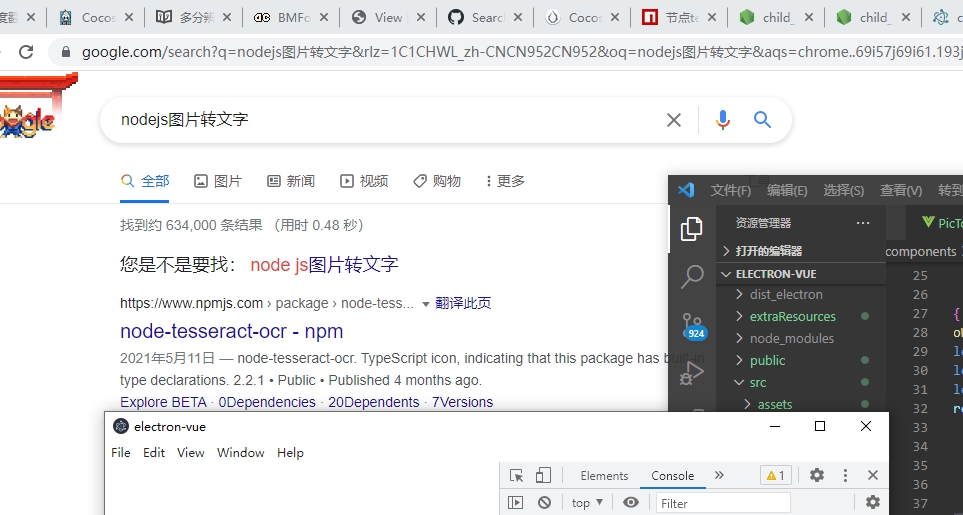 度翻
Cocos
多分辨
BMFo
View
Search
Cocos
节点te
child_
child_
google.com/search?q=nodejs图片转文字&rlz=1C1CHWL_zh-CNCN952CN952&oq=nodejs图片转文字&aqs=chrome..69i57j69i61.193j
nodejs图片转文字
全部
图片
新闻
视频
购物
更多
找到约 634,000 条结果 （用时 0.48 秒）
您是不是要找： node js图片转文字
https://www.npmjs.com › package › node-tess... 翻译此页
node-tesseract-ocr - npm
2021年5月11日 — node-tesseract-ocr. TypeScript icon, indicating that this package has built-in
type declarations. 2.2.1 • Public • Published 4 months ago.
Explore BETA · 0Dependencies · 20Dependents · 7Versions
文件(F) 编辑(E) 选择(S) 查看(V) 转到
资源管理器 ...
PicTo
打开的编辑器
components
ELECTRON-VUE
dist_electron
extraResources
node_modules
public
src
assets
924
25
26
27 {
28
29 le
30 le
31 le
32 re
33
34
35
36
37
electron-vue
File Edit View Window Help
Elements Console » 1
top Filter